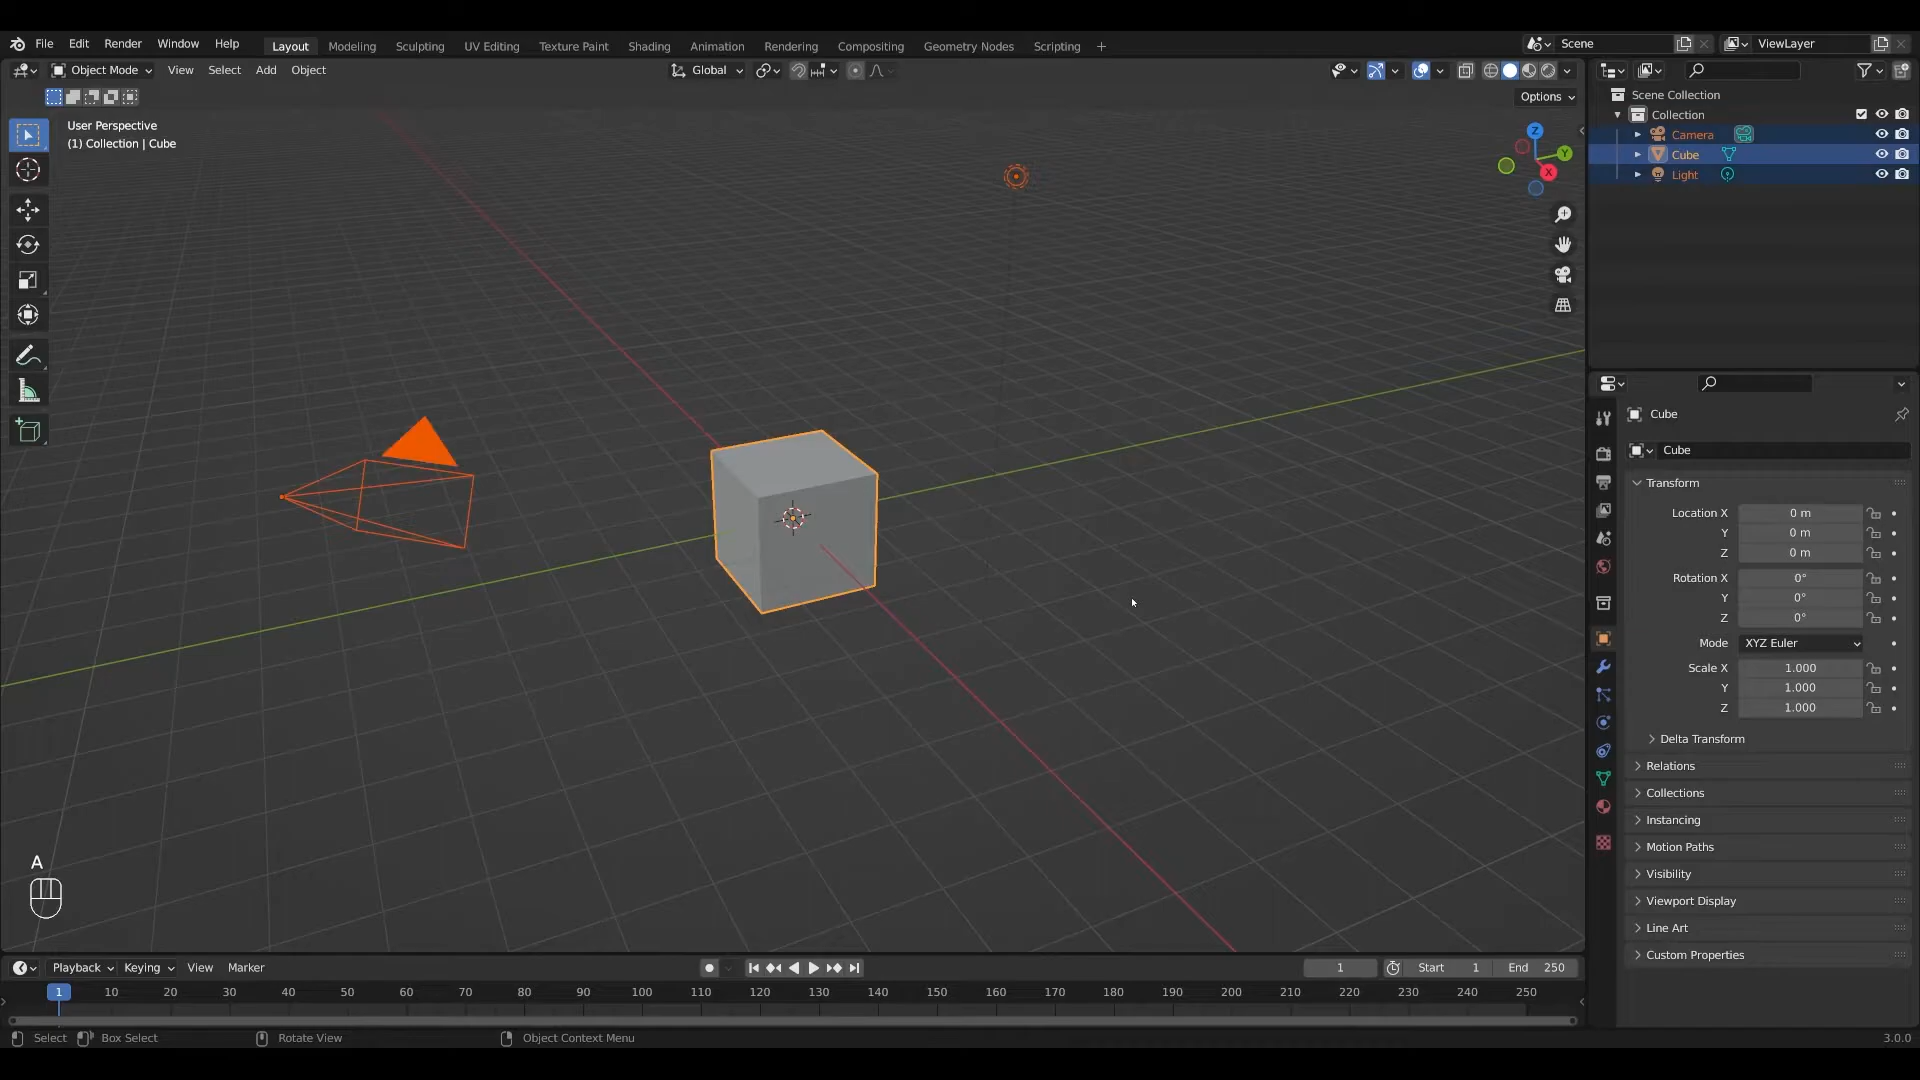 File Edit Render Window Help Layout Modeling Sculpting UV Editing Texture Paint Shading Animation Rendering Compositing Geometry Nodes Scripting + Scene ViewLayer
Object Mode View Select Add Object Global
Options
User Perspective
(1) Collection | Cube
Z
Y
X
Scene Collection
Collection
Camera
Cube
Light
Cube
Cube
Transform
Location X 0 m
Y 0 m
Z 0 m
Rotation X 0°
Y 0°
Z 0°
Mode XYZ Euler
Scale X 1.000
Y 1.000
Z 1.000
Delta Transform
Relations
Collections
Instancing
Motion Paths
Visibility
Viewport Display
Line Art
Custom Properties
A
Playback Keying View Marker 1 Start 1 End 250
1 10 20 30 40 50 60 70 80 90 100 110 120 130 140 150 160 170 180 190 200 210 220 230 240 250
Select Box Select Rotate View Object Context Menu 3.0.0